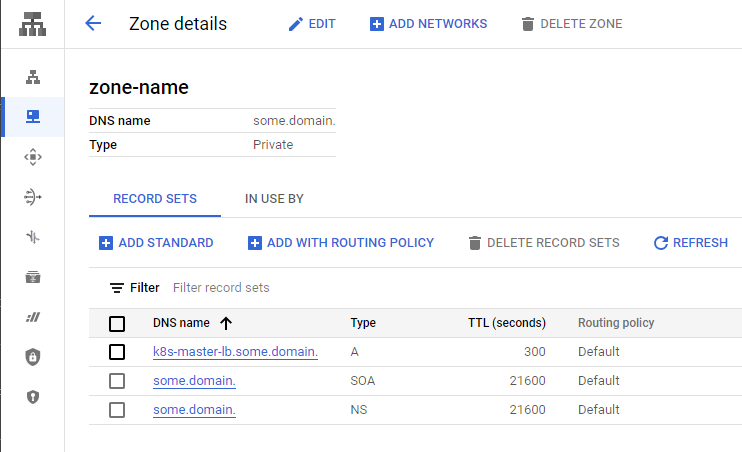 Zone details EDIT ADD NETWORKS DELETE ZONE
zone-name
DNS name some.domain.
Type Private
RECORD SETS IN USE BY
ADD STANDARD ADD WITH ROUTING POLICY DELETE RECORD SETS REFRESH
Filter Filter record sets
DNS name Type TTL (seconds) Routing policy
k8s-master-lb.some.domain. A 300 Default
some.domain. SOA 21600 Default
some.domain. NS 21600 Default